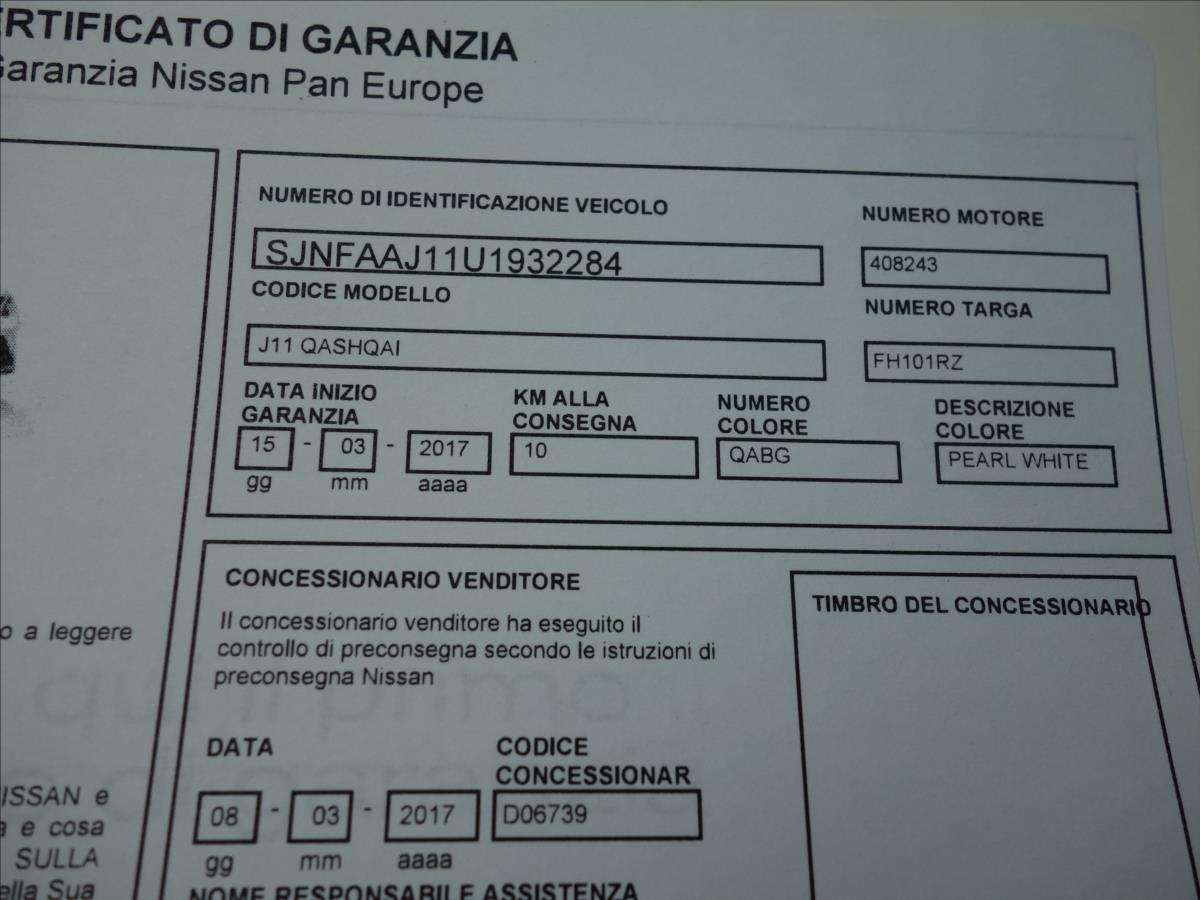 ERTIFICATO DI GARANZIA
Garanzia Nissan Pan Europe
NUMERO DI IDENTIFICAZIONE VEICOLO
SJNFAAJ11U1932284
NUMERO MOTORE
408243
CODICE MODELLO
J11 QASHQAI
NUMERO TARGA
FH101RZ
DATA INIZIO
GARANZIA
15 - 03 - 2017
gg mm aaaa
KM ALLA
CONSEGNA
10
NUMERO
COLORE
QABG
DESCRIZIONE
COLORE
PEARL WHITE
o a leggere
ISSAN e
a e cosa
SULLA
ella Sua
CONCESSIONARIO VENDITORE
Il concessionario venditore ha eseguito il
controllo di preconsegna secondo le istruzioni di
preconsegna Nissan
DATA
08 - 03 - 2017
gg mm aaaa
CODICE
CONCESSIONAR
D06739
NOME RESPONSABILE ASSISTENZA
TIMBRO DEL CONCESSIONARIO